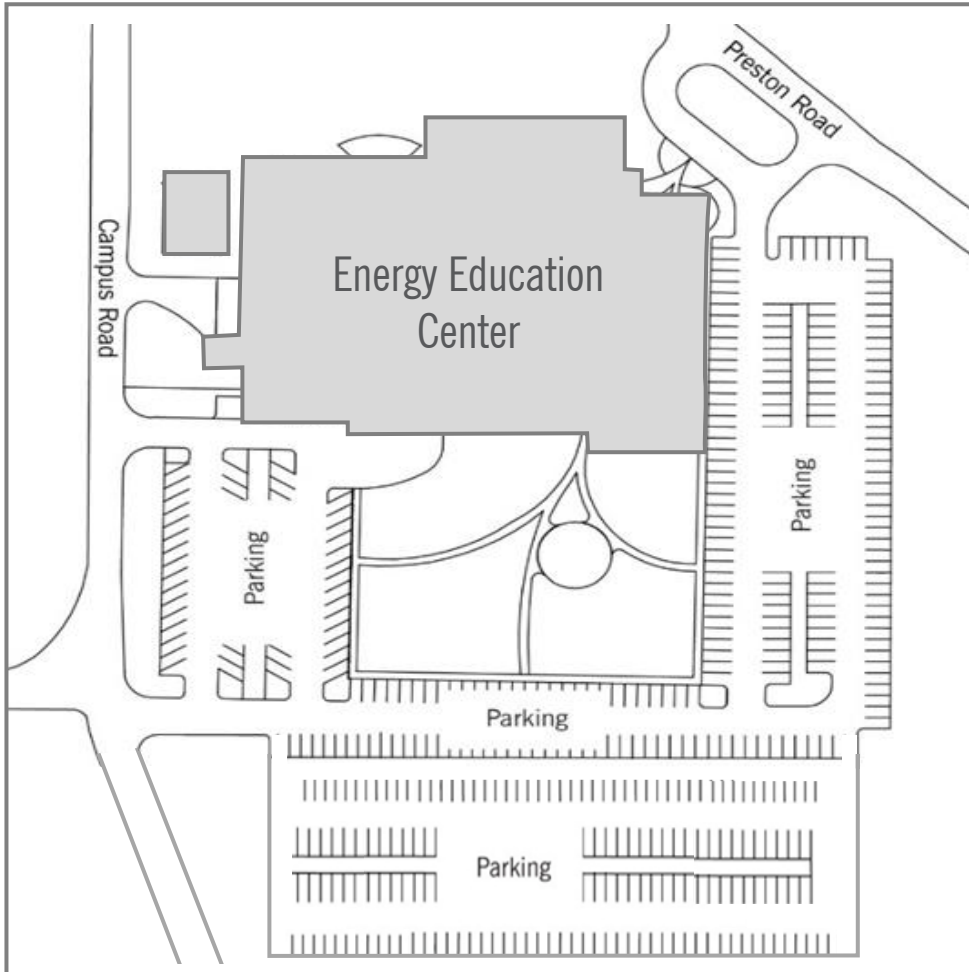 Preston Road
Campus Road
Energy Education
Center
Parking
Parking
Parking
Parking